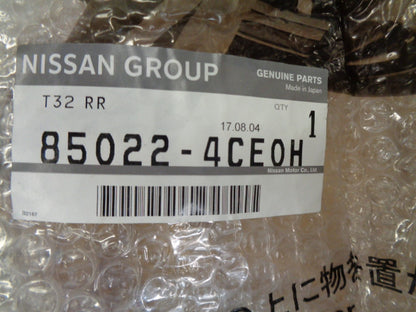 NISSAN GROUP
GENUINE PARTS
Made in Japan
T32 RR
QTY
17.08.04
1
85022-4CE0H
Nissan Motor Co., Ltd.
上に物を置